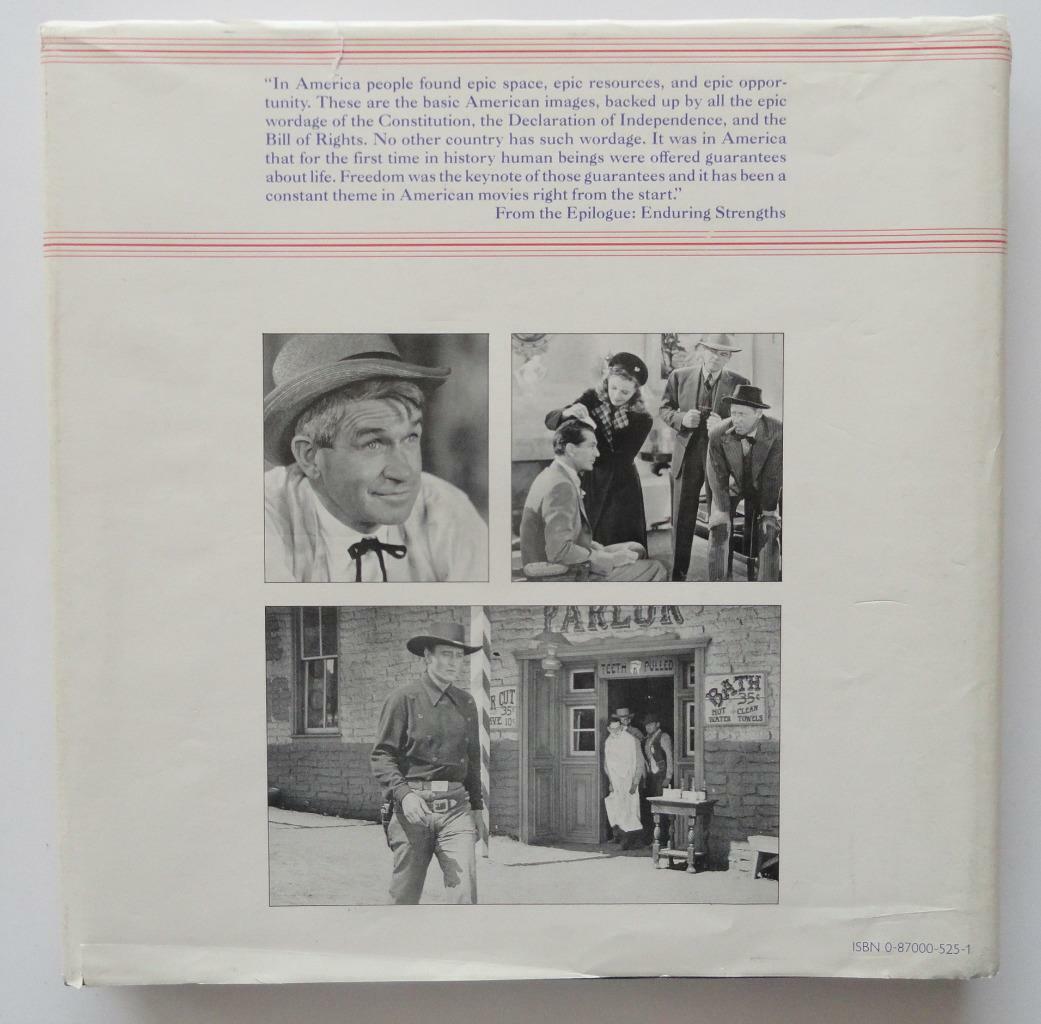 “In America people found epic space, epic resources, and epic oppor-
tunity. These are the basic American images, backed up by all the epic
wordage of the Constitution, the Declaration of Independence, and the
Bill of Rights. No other country has such wordage. It was in America
that for the first time in history human beings were offered guarantees
about life. Freedom was the keynote of those guarantees and it has been a
constant theme in American movies right from the start.”
From the Epilogue: Enduring Strengths
PARLOR
TEETH PULLED
R CUT
35¢
VE 10¢
BATH
35¢
HOT CLEAN
WATER TOWELS
ISBN 0-87000-525-1